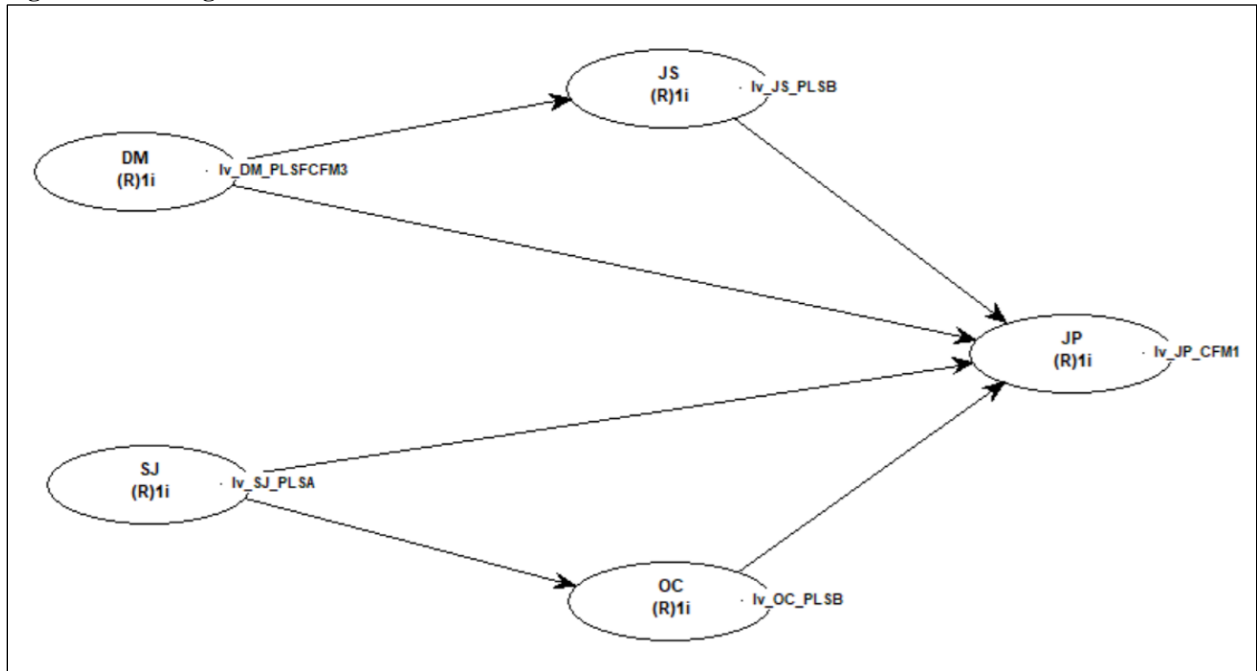 JS
(R)1i
lv_JS_PLSB
DM
(R)1i
lv_DM_PLSFCFM3
JP
(R)1i
lv_JP_CFM1
SJ
(R)1i
lv_SJ_PLSA
OC
(R)1i
lv_OC_PLSB